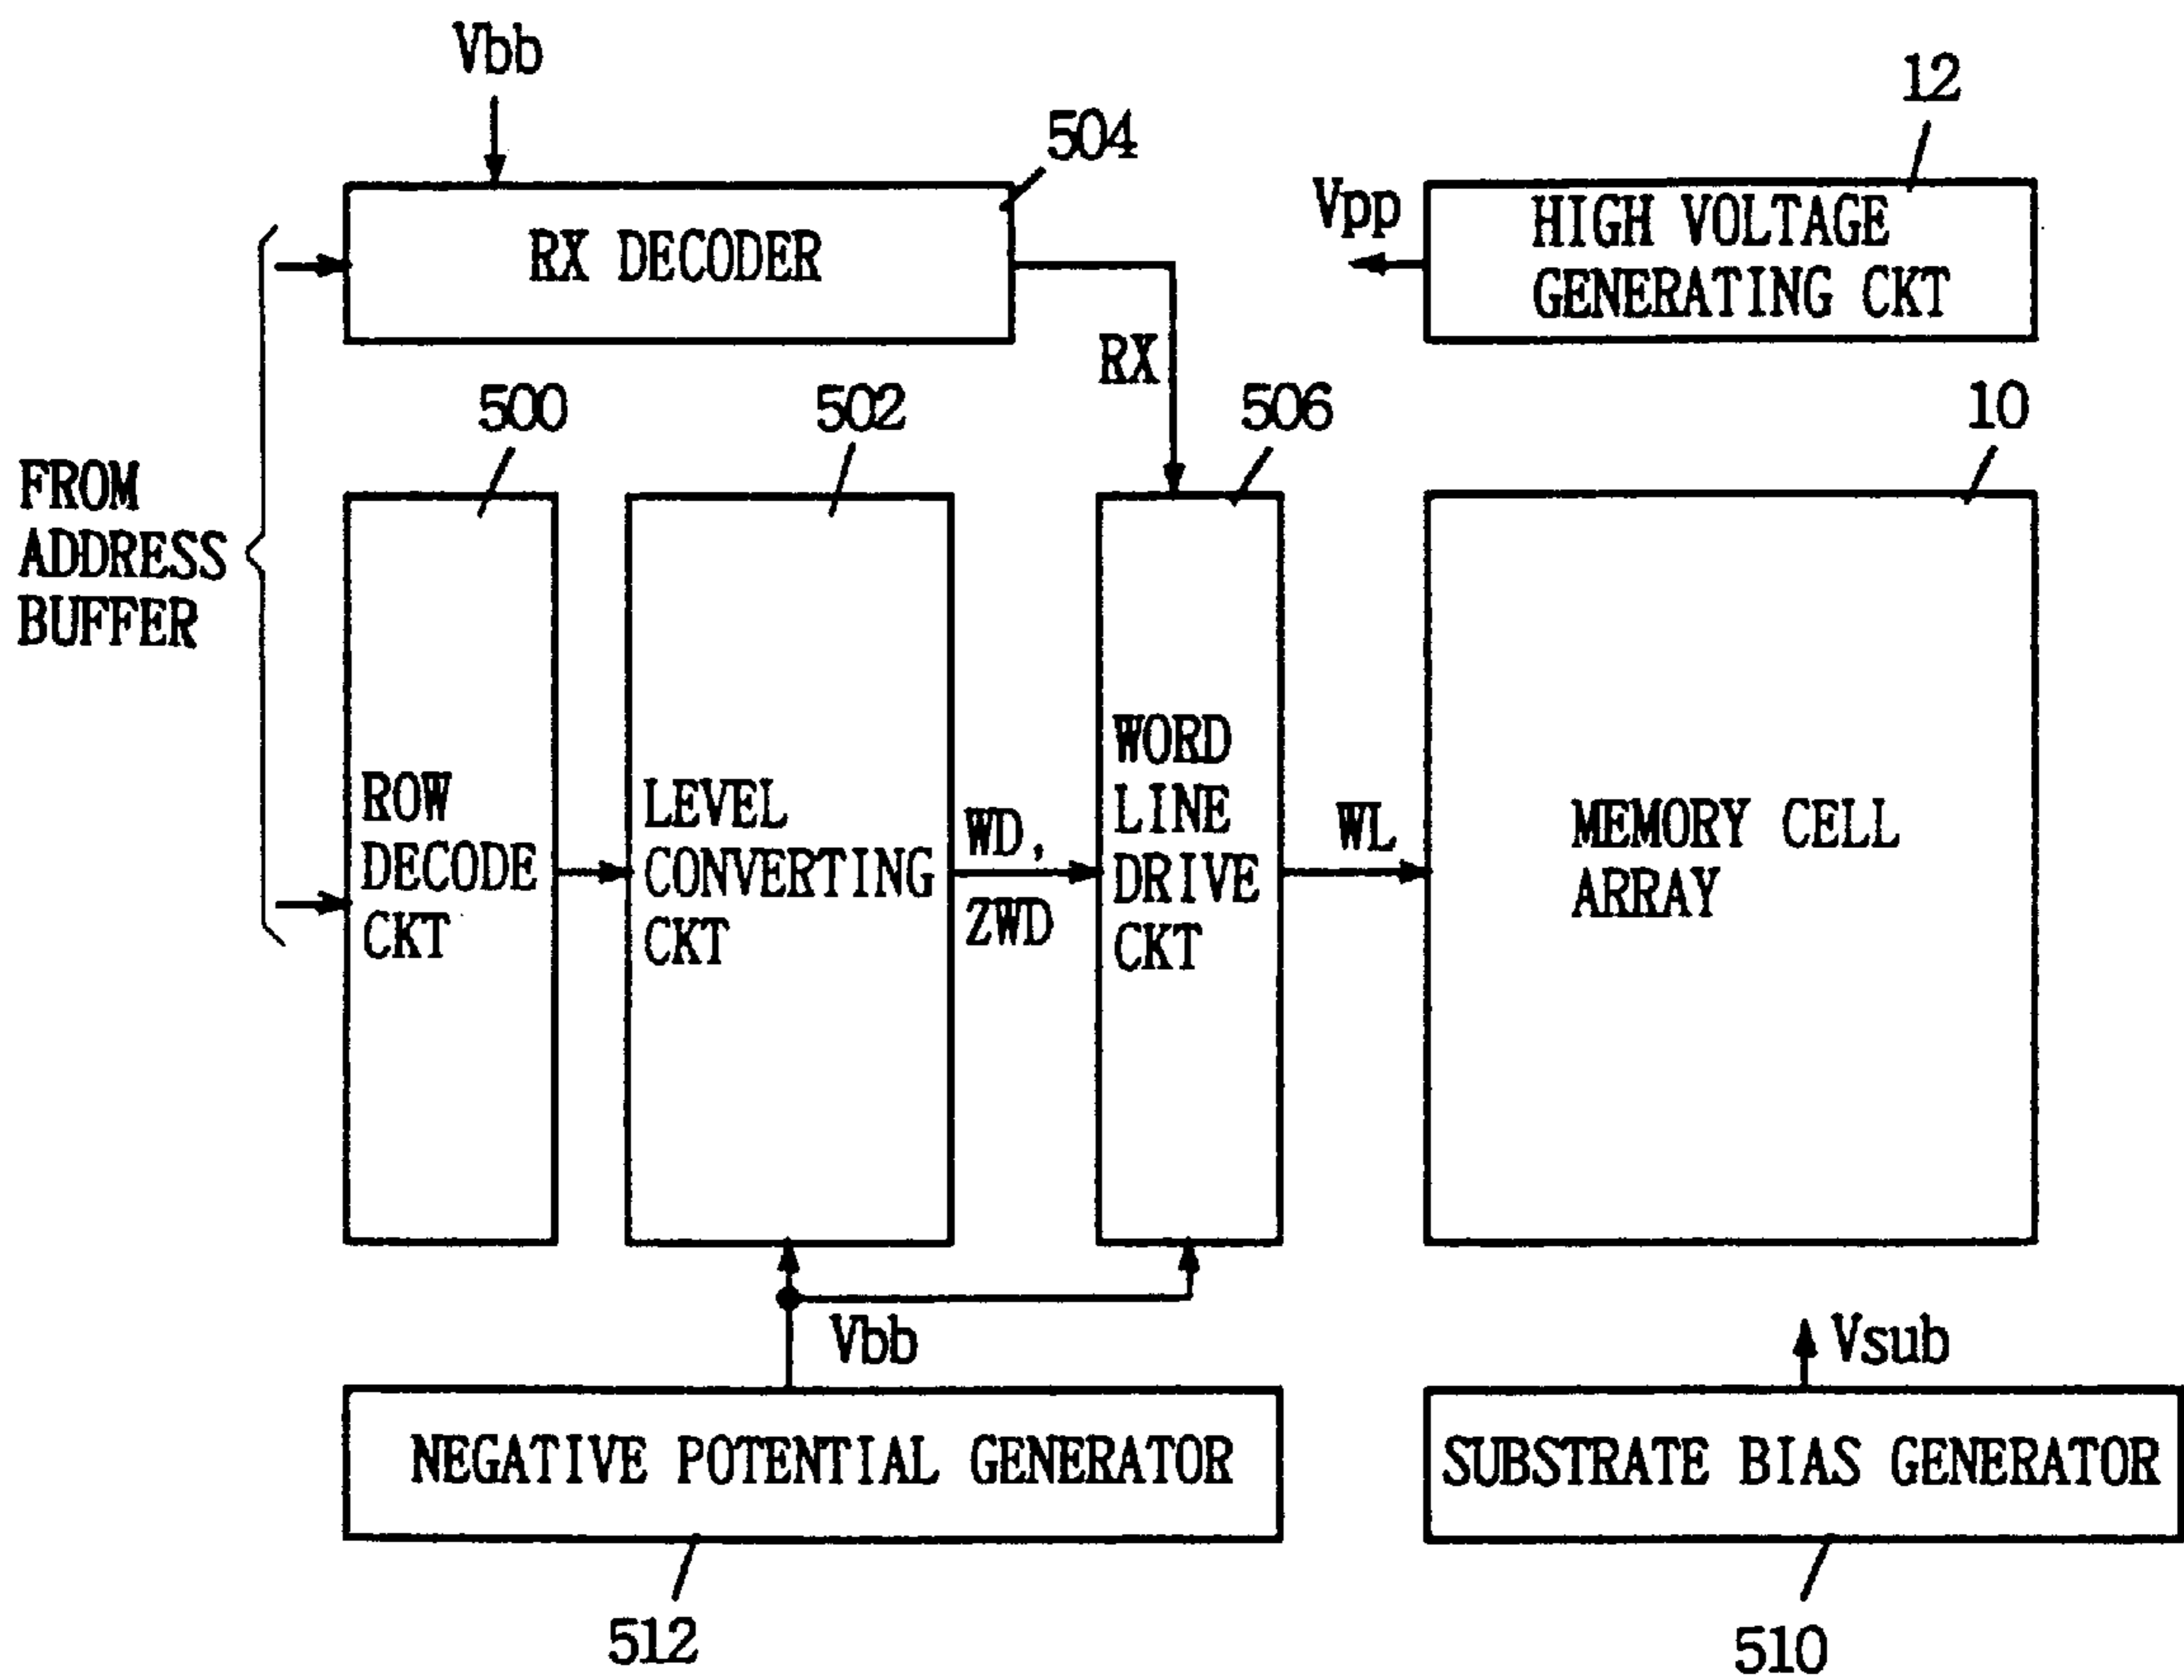 Vbb
504
12
RX DECODER
Vpp
HIGH VOLTAGE
GENERATING CKT
RX
500
502
506
10
FROM
ADDRESS
BUFFER
ROW
DECODE
CKT
LEVEL
CONVERTING
CKT
WD,
ZWD
WORD
LINE
DRIVE
CKT
WL
MEMORY CELL
ARRAY
Vbb
Vsub
NEGATIVE POTENTIAL GENERATOR
SUBSTRATE BIAS GENERATOR
512
510